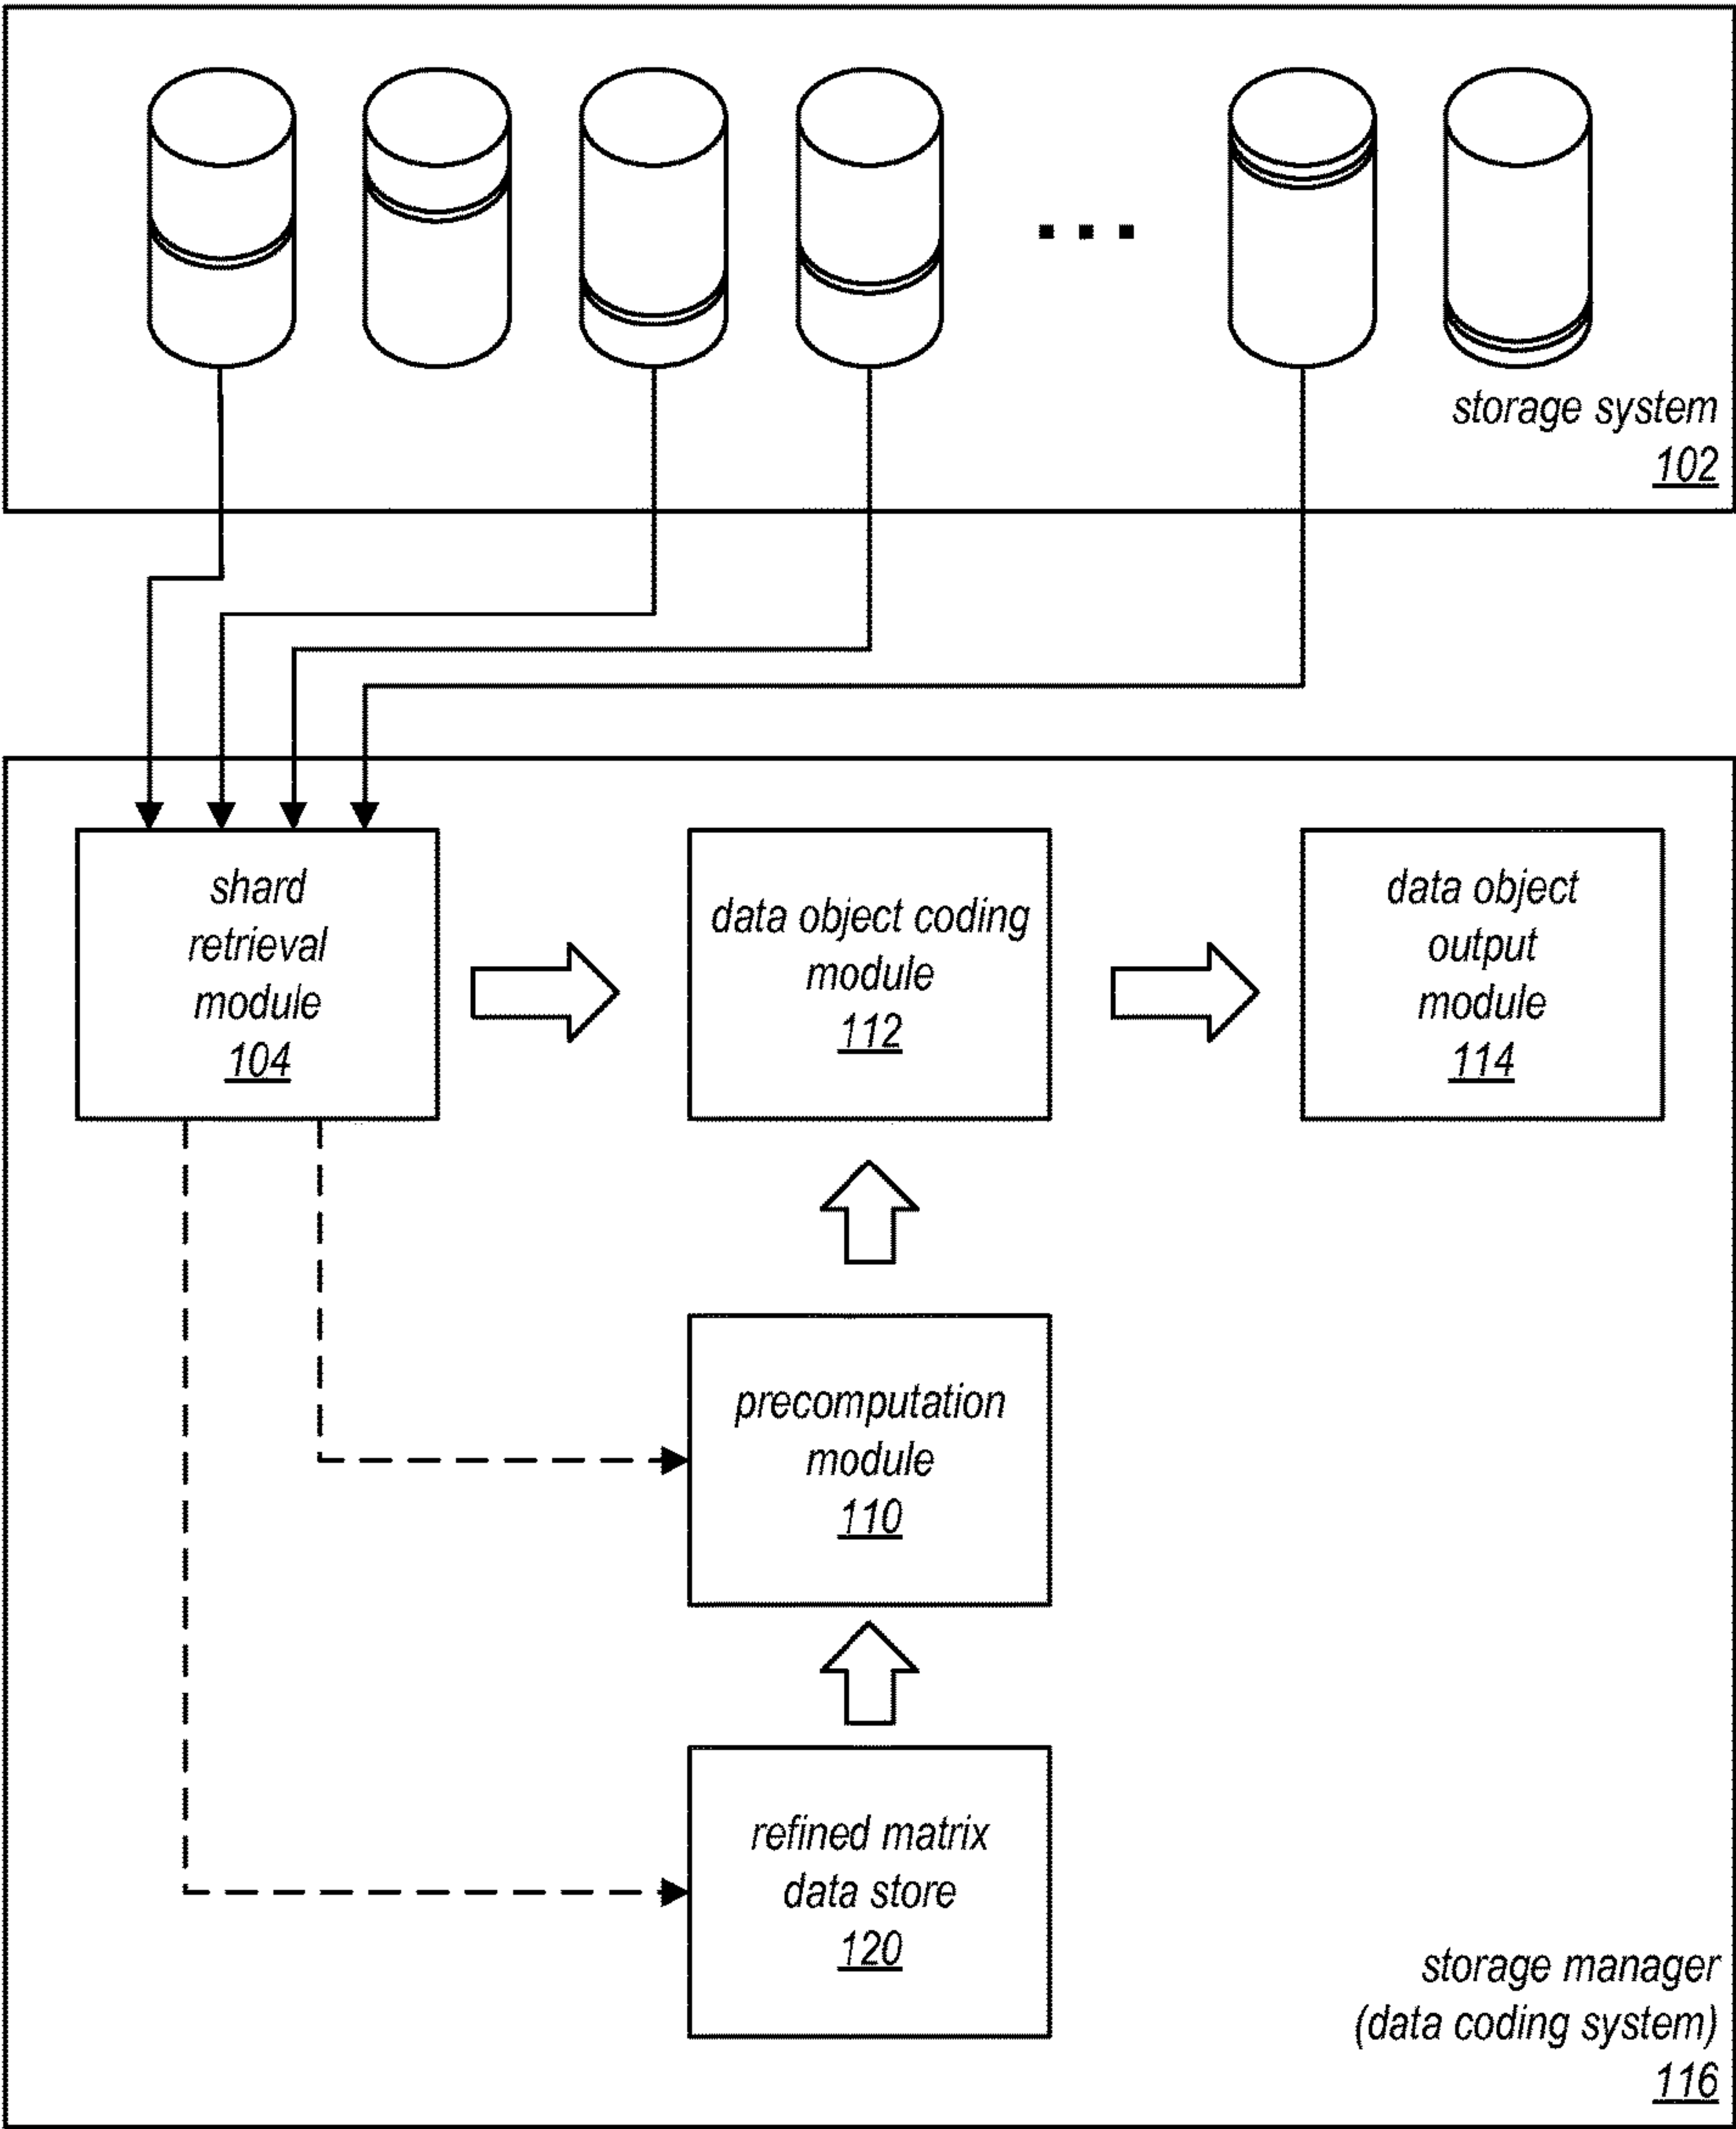 storage system
102
shard
retrieval
module
104
data object coding
module
112
data object
output
module
114
precomputation
module
110
refined matrix
data store
120
storage manager
(data coding system)
116